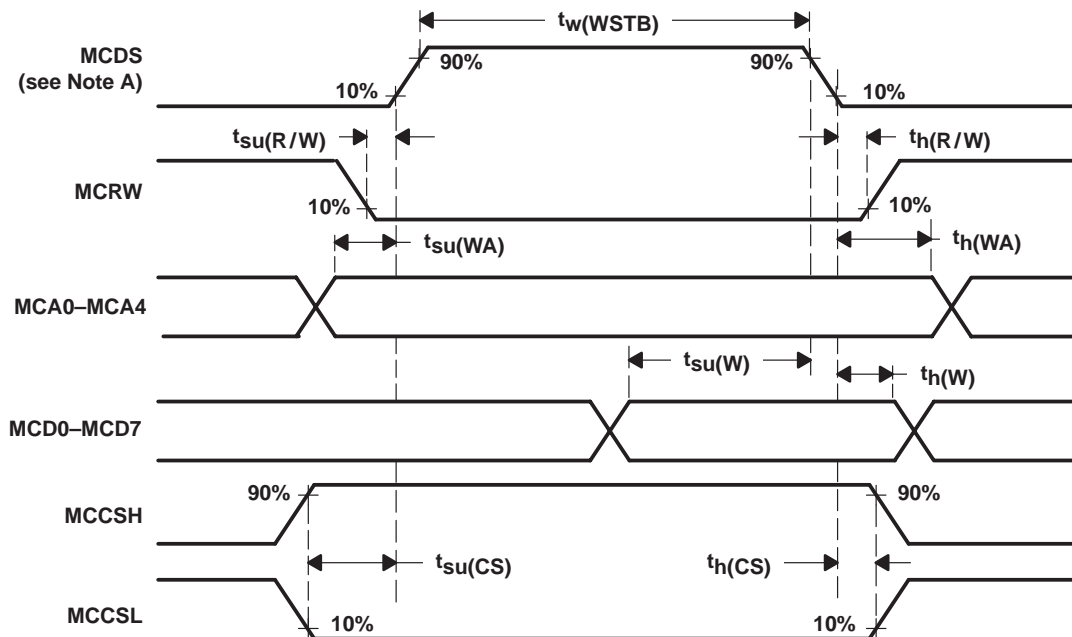 tw(WSTB)
MCDS
(see Note A)
90%
90%
10%
10%
tsu(R/W)
th(R/W)
MCRW
10%
10%
tsu(WA)
th(WA)
MCA0–MCA4
tsu(W)
th(W)
MCD0–MCD7
90%
90%
MCCSH
tsu(CS)
th(CS)
MCCSL
10%
10%